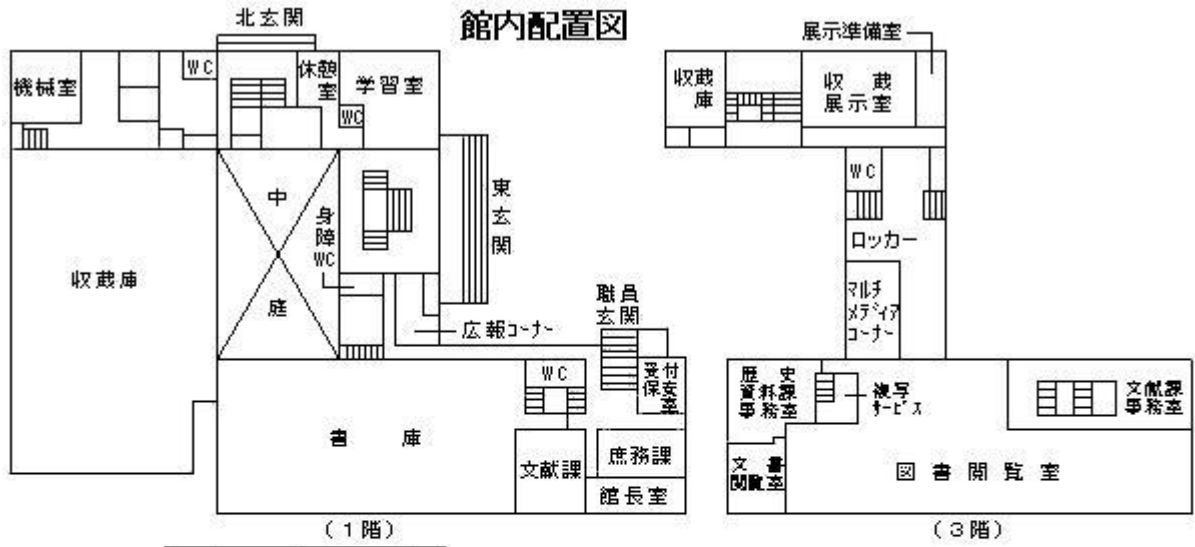 館内配置図
北玄関
機械室
WC
休憩
室
学習室
WC
中
庭
身
障
WC
東
玄
関
収蔵庫
広報コーナー
職員
玄関
WC
受付
保安
室
書庫
文献課
庶務課
館長室
(1階)
展示準備室
収蔵
庫
収蔵
展示室
WC
ロッカー
マルチ
メディア
コーナー
歴史
資料課
事務室
複写
サービス
文献課
事務室
文書
閲覧室
図書閲覧室
(3階)